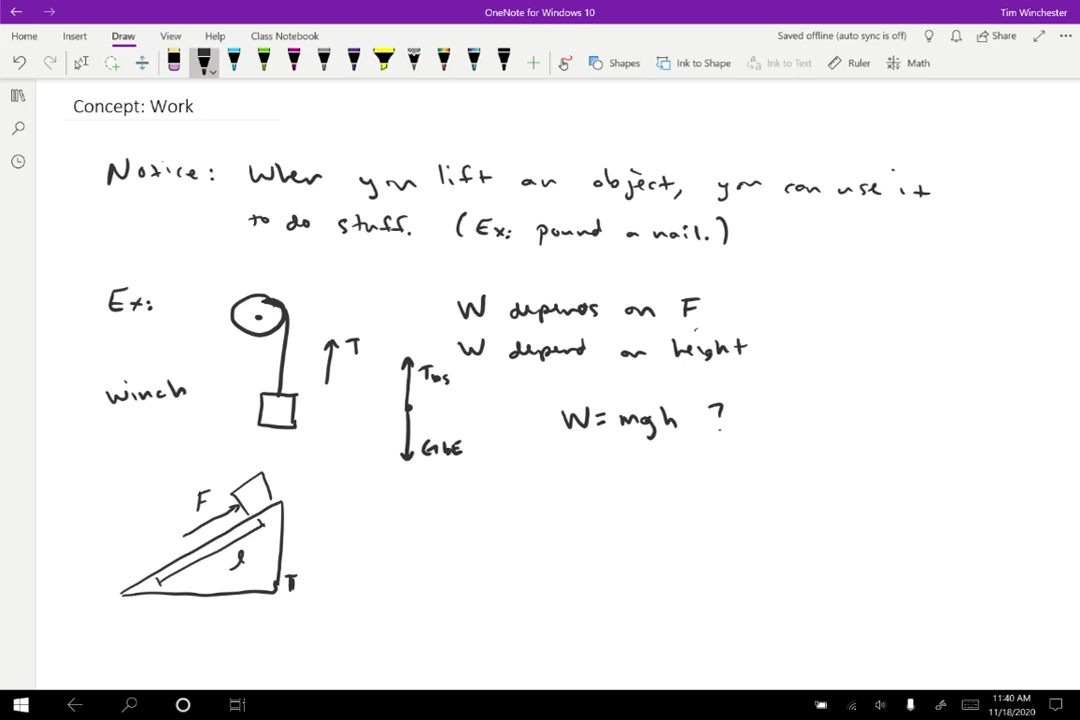 OneNote for Windows 10
Tim Winchester
Home Insert Draw View Help Class Notebook
Saved offline (auto sync is off) Share
Shapes Ink to Shape Ink to Text Ruler Math
Concept: Work
Notice: When you lift an object, you can use it
to do stuff. (Ex: pound a nail.)
Ex:
W depends on F
T
W depend on height
TbS
winch
W = mgh ?
GbE
F
l
T
11:40 AM
11/18/2020